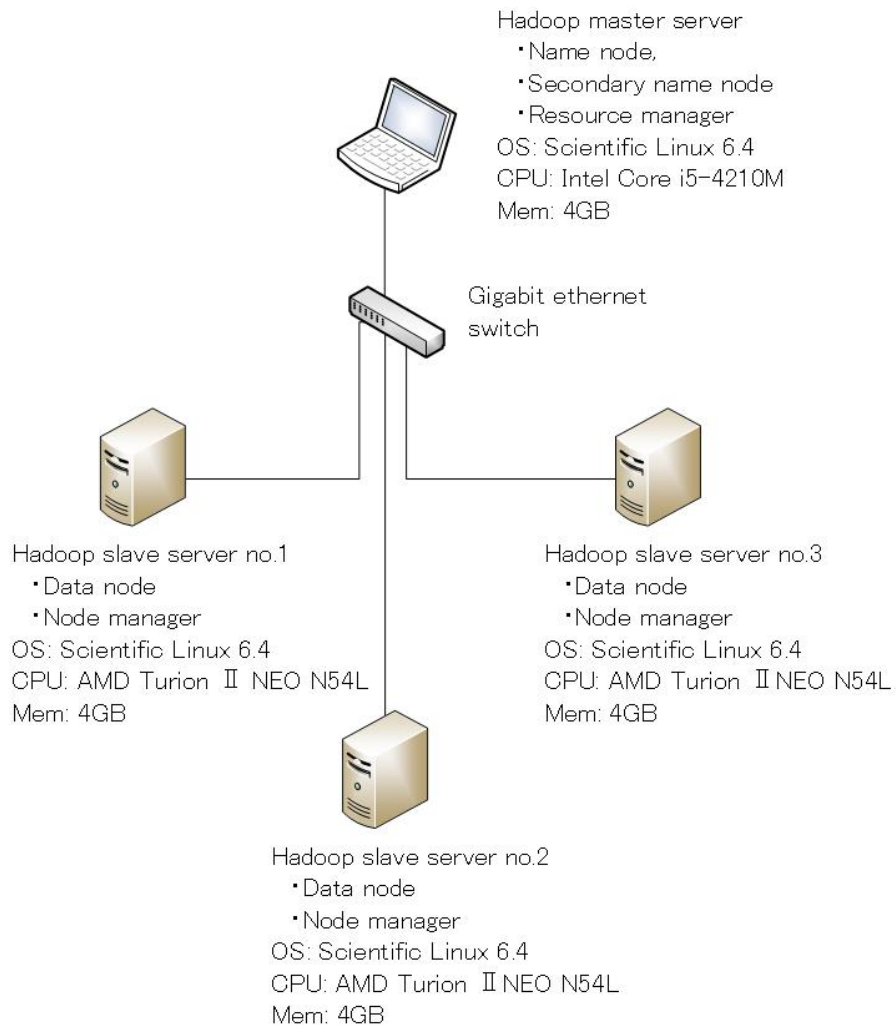 Hadoop master server
・Name node,
・Secondary name node
・Resource manager
OS: Scientific Linux 6.4
CPU: Intel Core i5-4210M
Mem: 4GB
Gigabit ethernet
switch
Hadoop slave server no.1
・Data node
・Node manager
OS: Scientific Linux 6.4
CPU: AMD Turion Ⅱ NEO N54L
Mem: 4GB
Hadoop slave server no.3
・Data node
・Node manager
OS: Scientific Linux 6.4
CPU: AMD Turion Ⅱ NEO N54L
Mem: 4GB
Hadoop slave server no.2
・Data node
・Node manager
OS: Scientific Linux 6.4
CPU: AMD Turion Ⅱ NEO N54L
Mem: 4GB